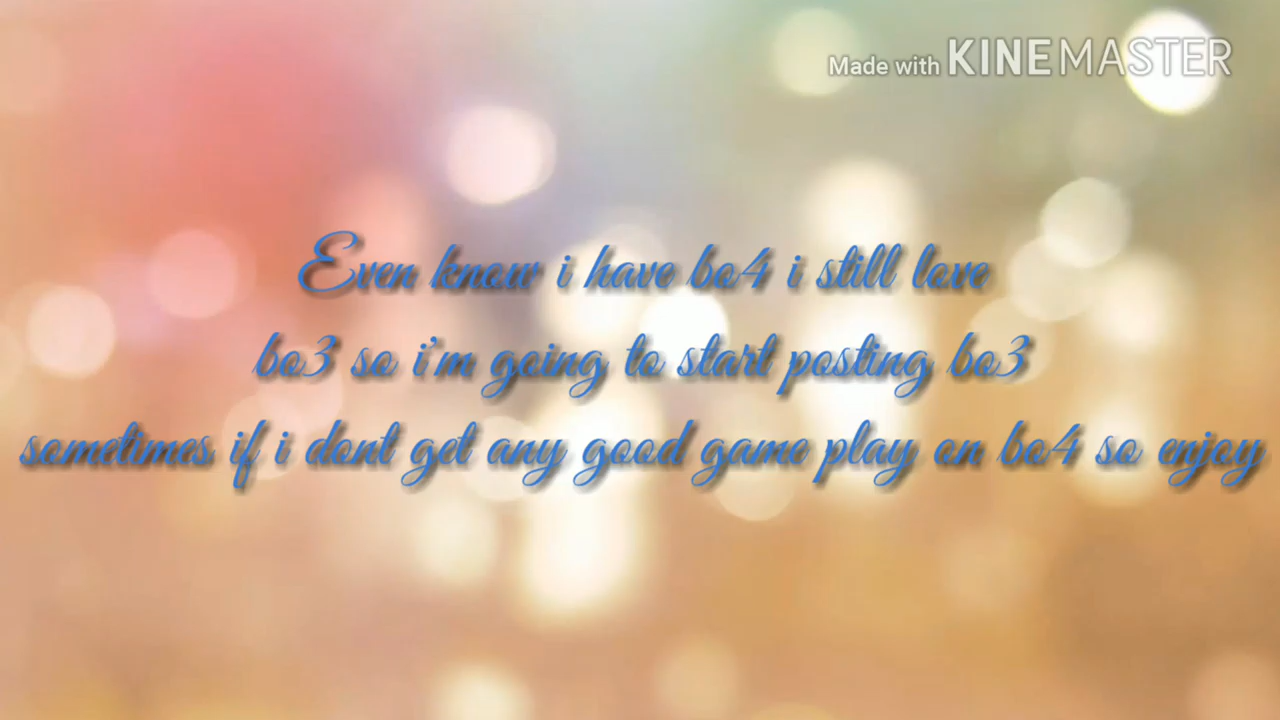 Made with KINEMASTER
Even know i have bo4 i still love
bo3 so i'm going to start posting bo3
sometimes if i dont get any good game play on bo4 so enjoy